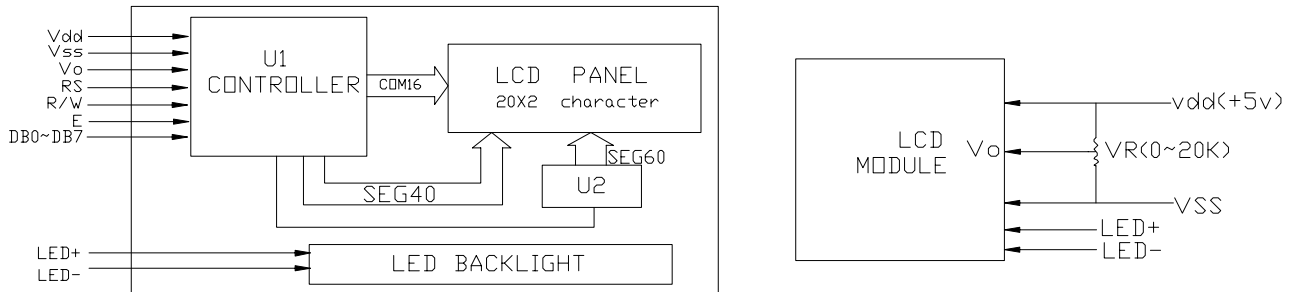 Vdd
Vss
Vo
RS
R/W
E
DB0~DB7
U1
CONTROLLER
COM16
LCD PANEL
20X2 character
SEG40
SEG60
U2
LED+
LED-
LED BACKLIGHT
LCD
MODULE
Vo
vdd(+5v)
VR(0~20K)
VSS
LED+
LED-